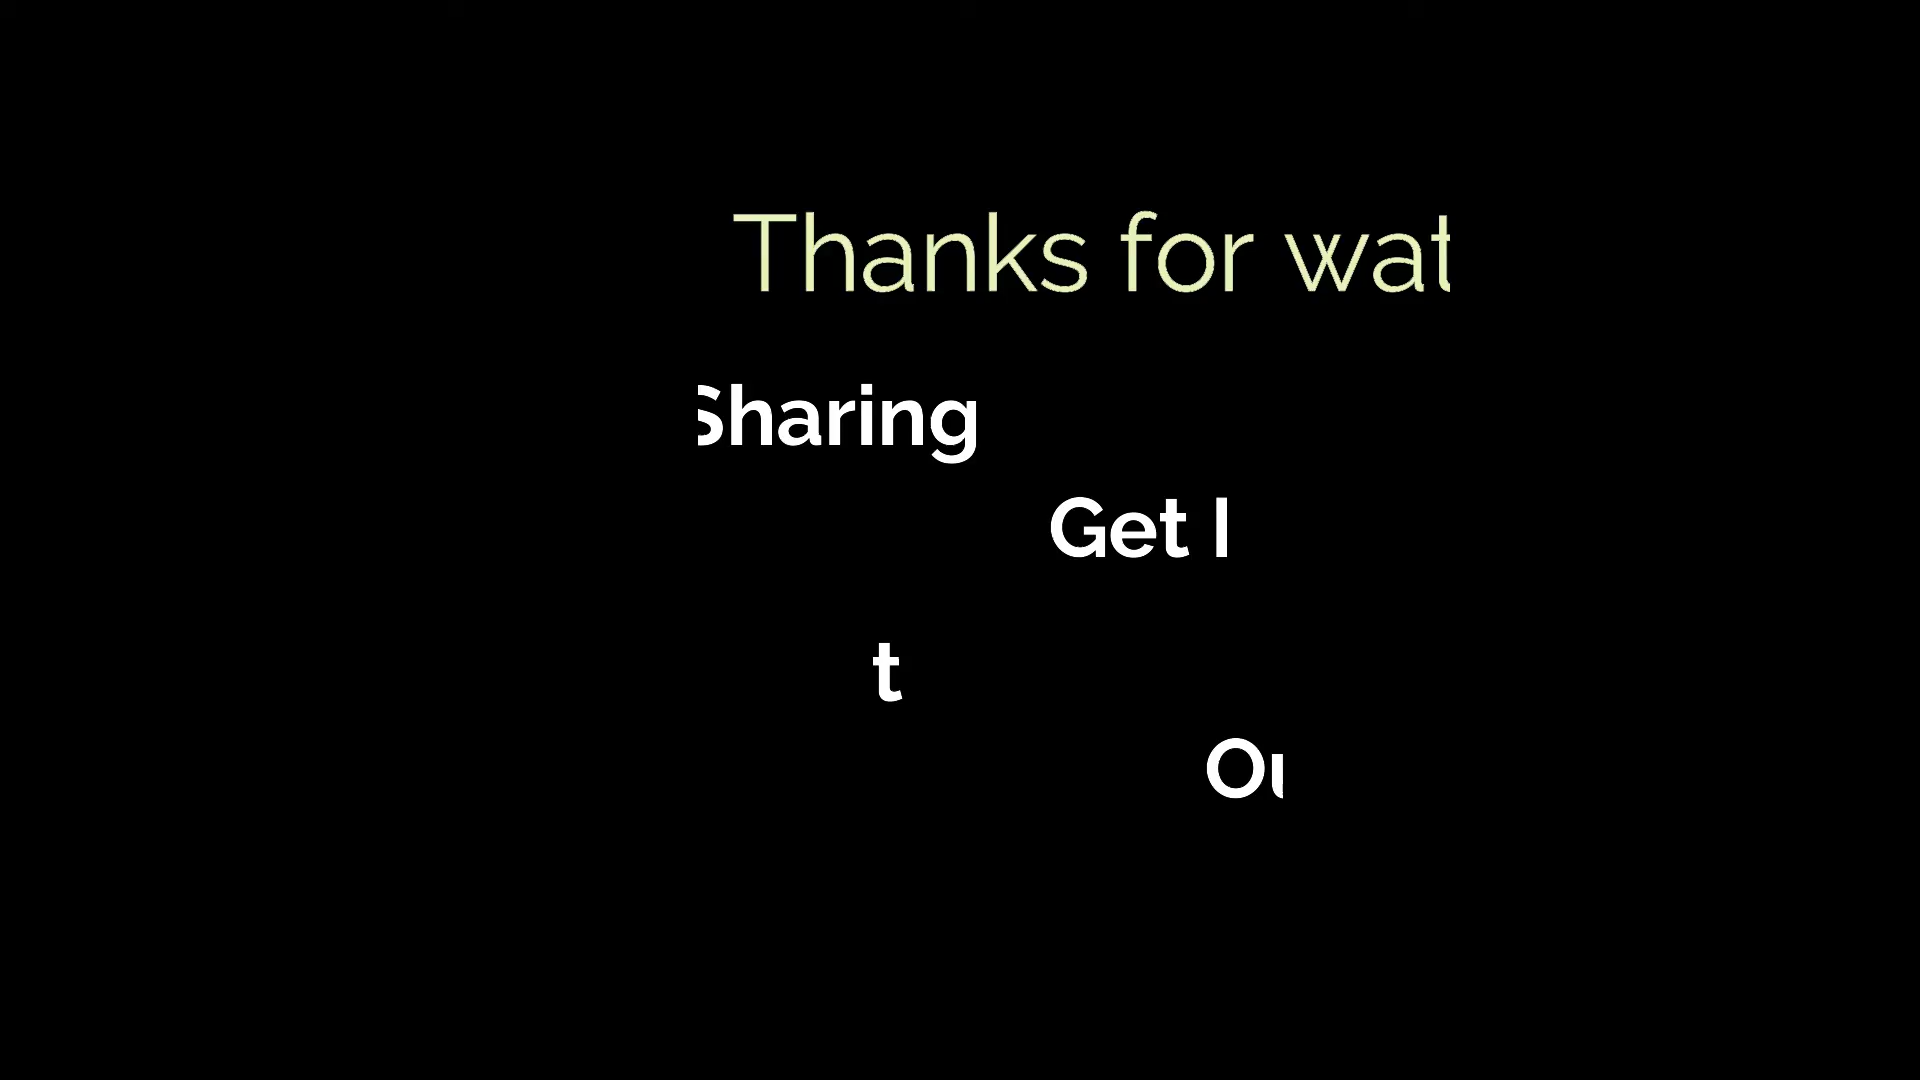 Thanks for wat
Sharing
Get I
t
Ou